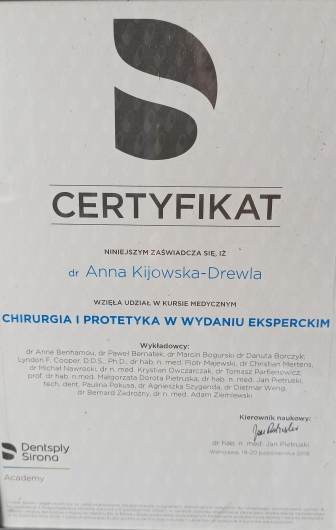 CERTYFIKAT
NINIEJSZYM ZAŚWIADCZA SIĘ, IŻ
dr Anna Kijowska-Drewla
WZIĘŁA UDZIAŁ W KURSIE MEDYCZNYM
CHIRURGIA I PROTETYKA W WYDANIU EKSPERCKIM
Wykładowcy:
dr Anne Benhamou, dr Paweł Bernatek, dr Marcin Bogurski dr Danuta Borczyk,
Lyndon F. Cooper, D.D.S., Ph.D., dr hab. n. med. Piotr Majewski, dr Christian Mertens,
dr Michał Nawrocki, dr n. med. Krystian Owczarczak, dr Tomasz Parfienowicz,
prof. dr hab. n.med. Małgorzata Dorota Pietruska, dr hab. n. med. Jan Pietruski,
tech. dent. Paulina Pokuss, dr Agnieszka Szygenda, dr Dietmar Weng,
dr Bernard Zadrożny, dr n. med. Adam Ziemlewski
Kierownik naukowy:
dr hab. n. med. Jan Pietruski
Warszawa, 19-20 października 2018
Dentsply
Sirona
Academy